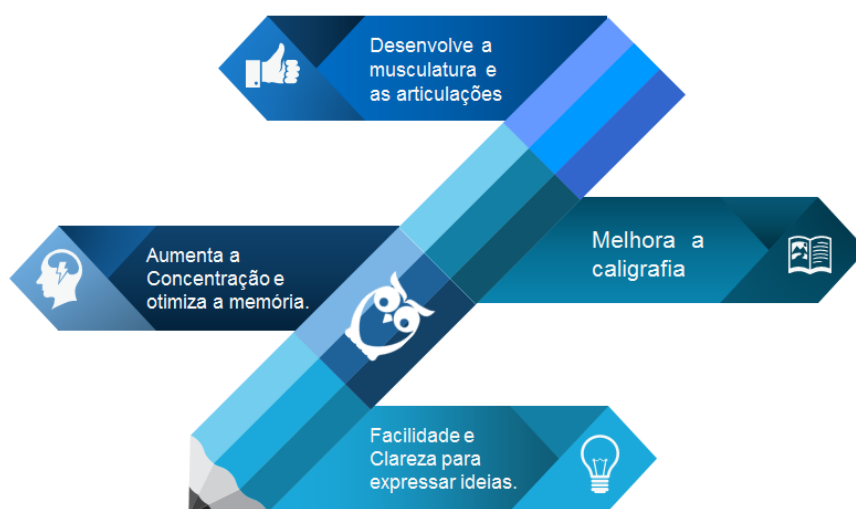 Desenvolve a
musculatura e
as articulações
Aumenta a
Concentração e
otimiza a memória.
Melhora a
caligrafia
Facilidade e
Clareza para
expressar ideias.